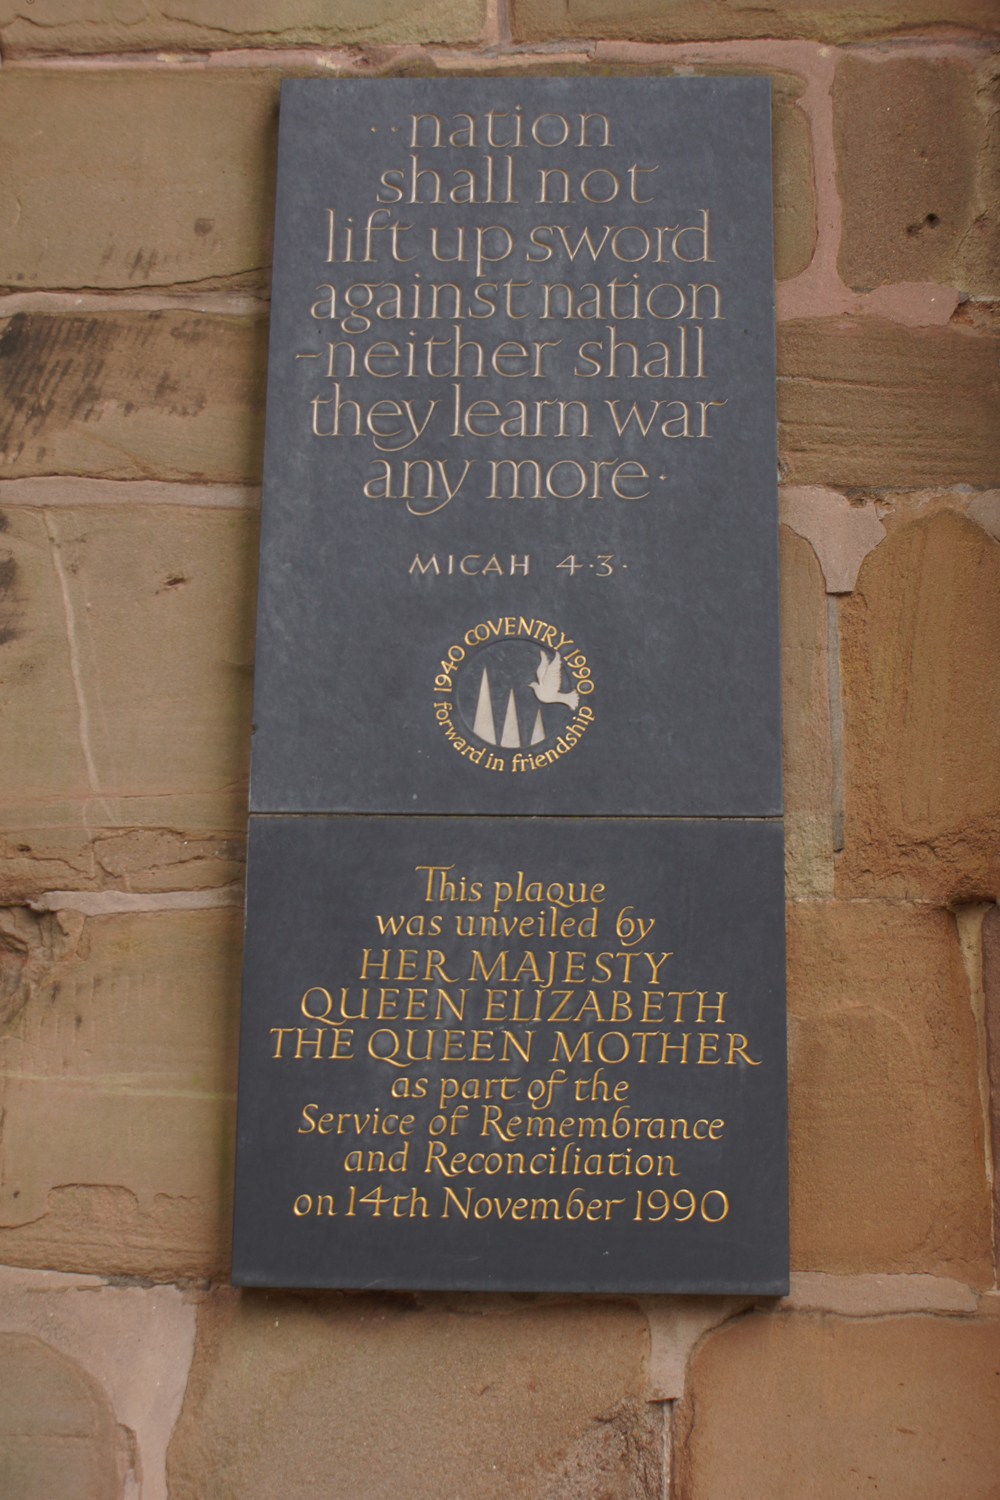 ··nation
shall not
lift up sword
against nation
–neither shall
they learn war
any more·
MICAH 4·3·
1940 COVENTRY 1990
forward in friendship
This plaque
was unveiled by
HER MAJESTY
QUEEN ELIZABETH
THE QUEEN MOTHER
as part of the
Service of Remembrance
and Reconciliation
on 14th November 1990